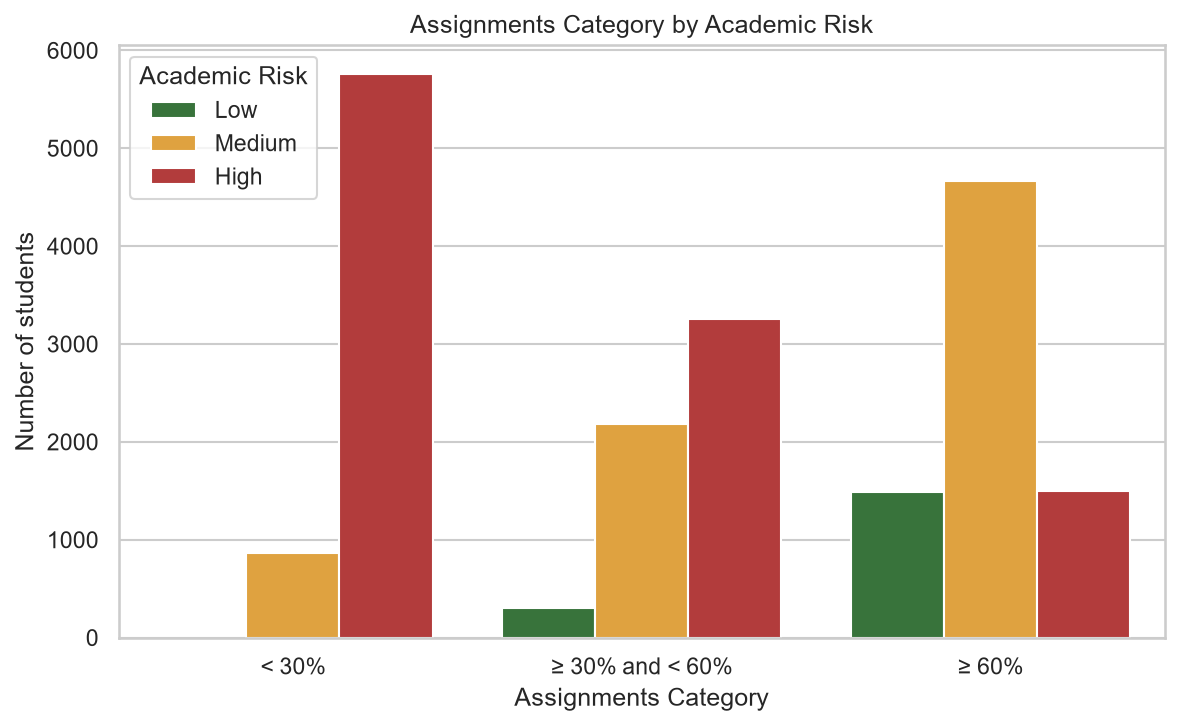 Assignments Category by Academic Risk
6000
5000
4000
3000
2000
1000
0
Number of students
Academic Risk
Low
Medium
High
< 30%
≥ 30% and < 60%
≥ 60%
Assignments Category